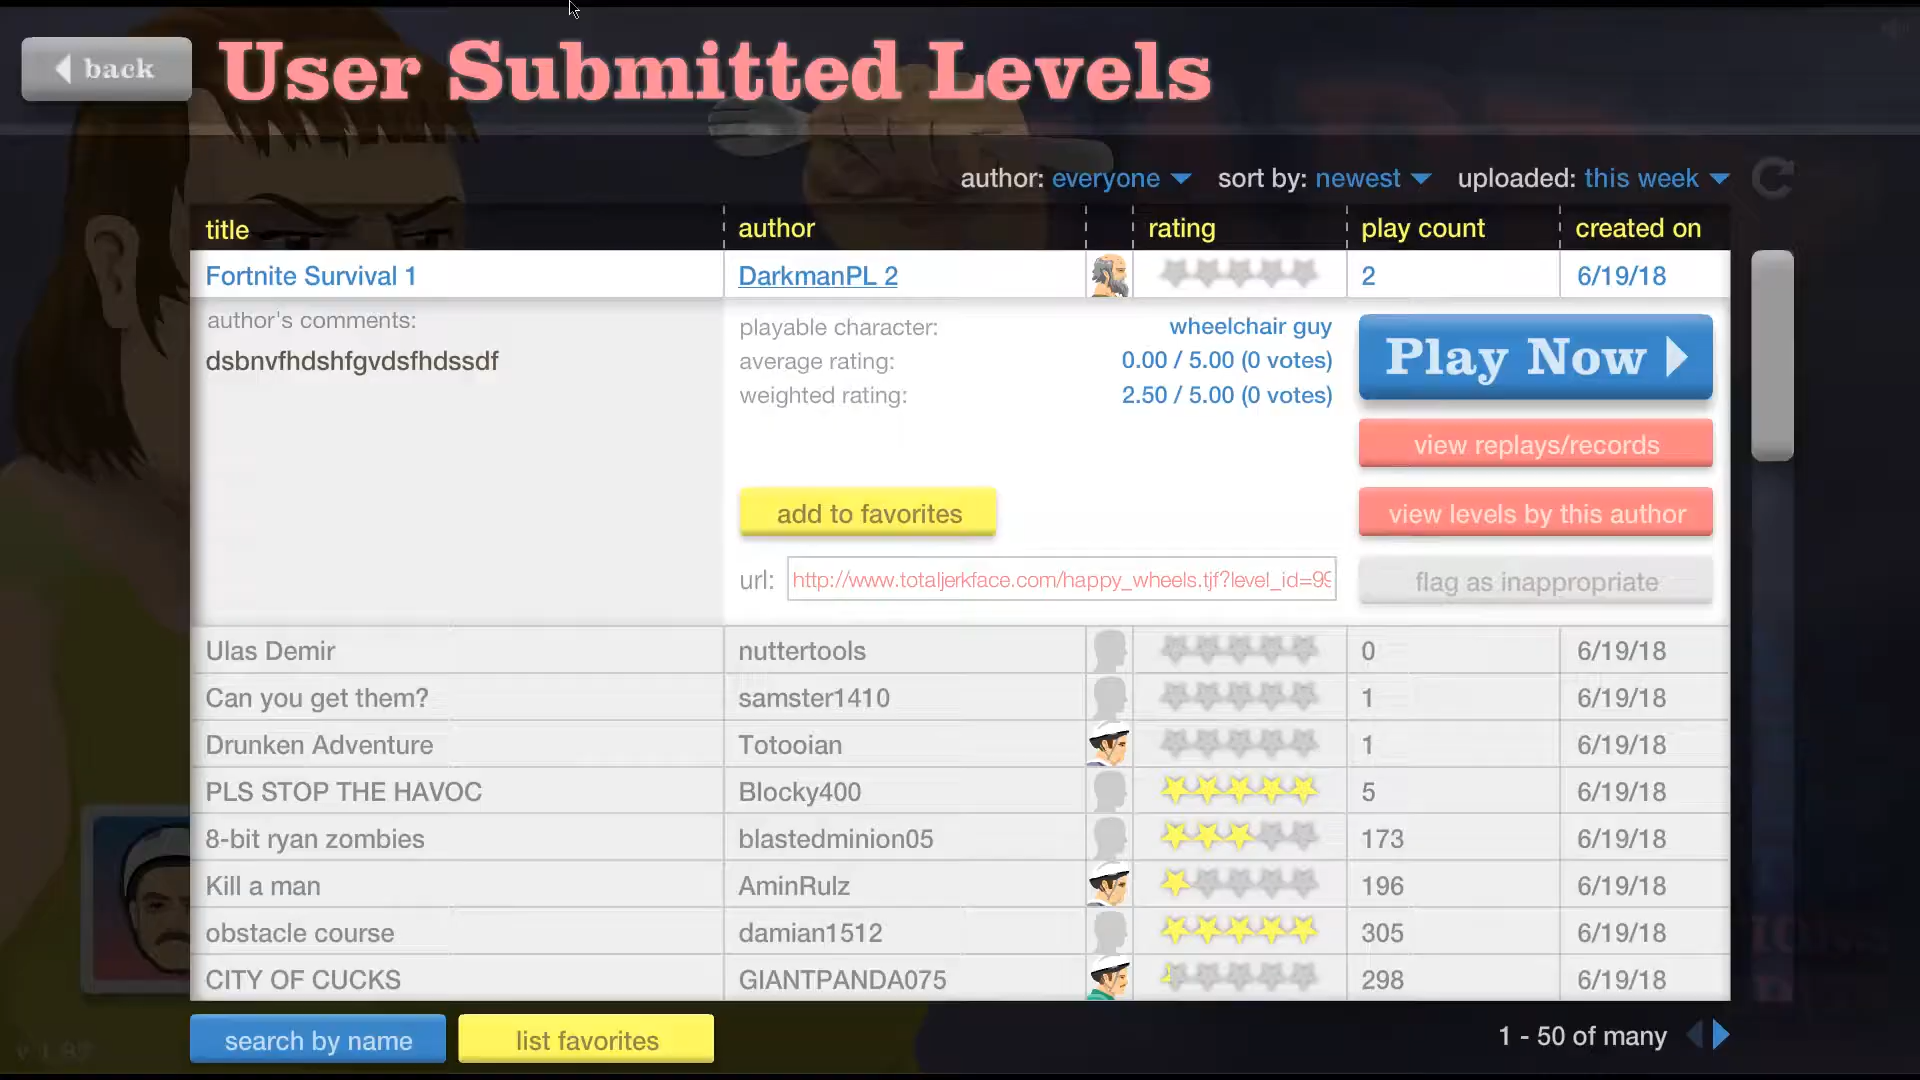 back
User Submitted Levels
author: everyone sort by: newest uploaded: this week
title author rating play count created on
Fortnite Survival 1 DarkmanPL 2 2 6/19/18
author's comments:
dsbnvfhdshfgvdsfhdssdf
playable character: wheelchair guy
average rating: 0.00 / 5.00 (0 votes)
weighted rating: 2.50 / 5.00 (0 votes)
Play Now
view replays/records
add to favorites
view levels by this author
url: http://www.totaljerkface.com/happy_wheels.tjf?level_id=99
flag as inappropriate
Ulas Demir nuttertools 0 6/19/18
Can you get them? samster1410 1 6/19/18
Drunken Adventure Totooian 1 6/19/18
PLS STOP THE HAVOC Blocky400 5 6/19/18
8-bit ryan zombies blastedminion05 173 6/19/18
Kill a man AminRulz 196 6/19/18
obstacle course damian1512 305 6/19/18
CITY OF CUCKS GIANTPANDA075 298 6/19/18
search by name list favorites 1 - 50 of many